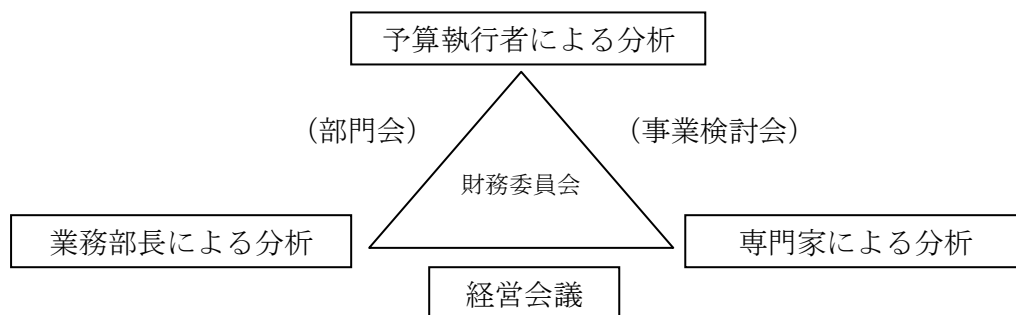 予算執行者による分析
（部門会）
（事業検討会）
財務委員会
業務部長による分析
専門家による分析
経営会議